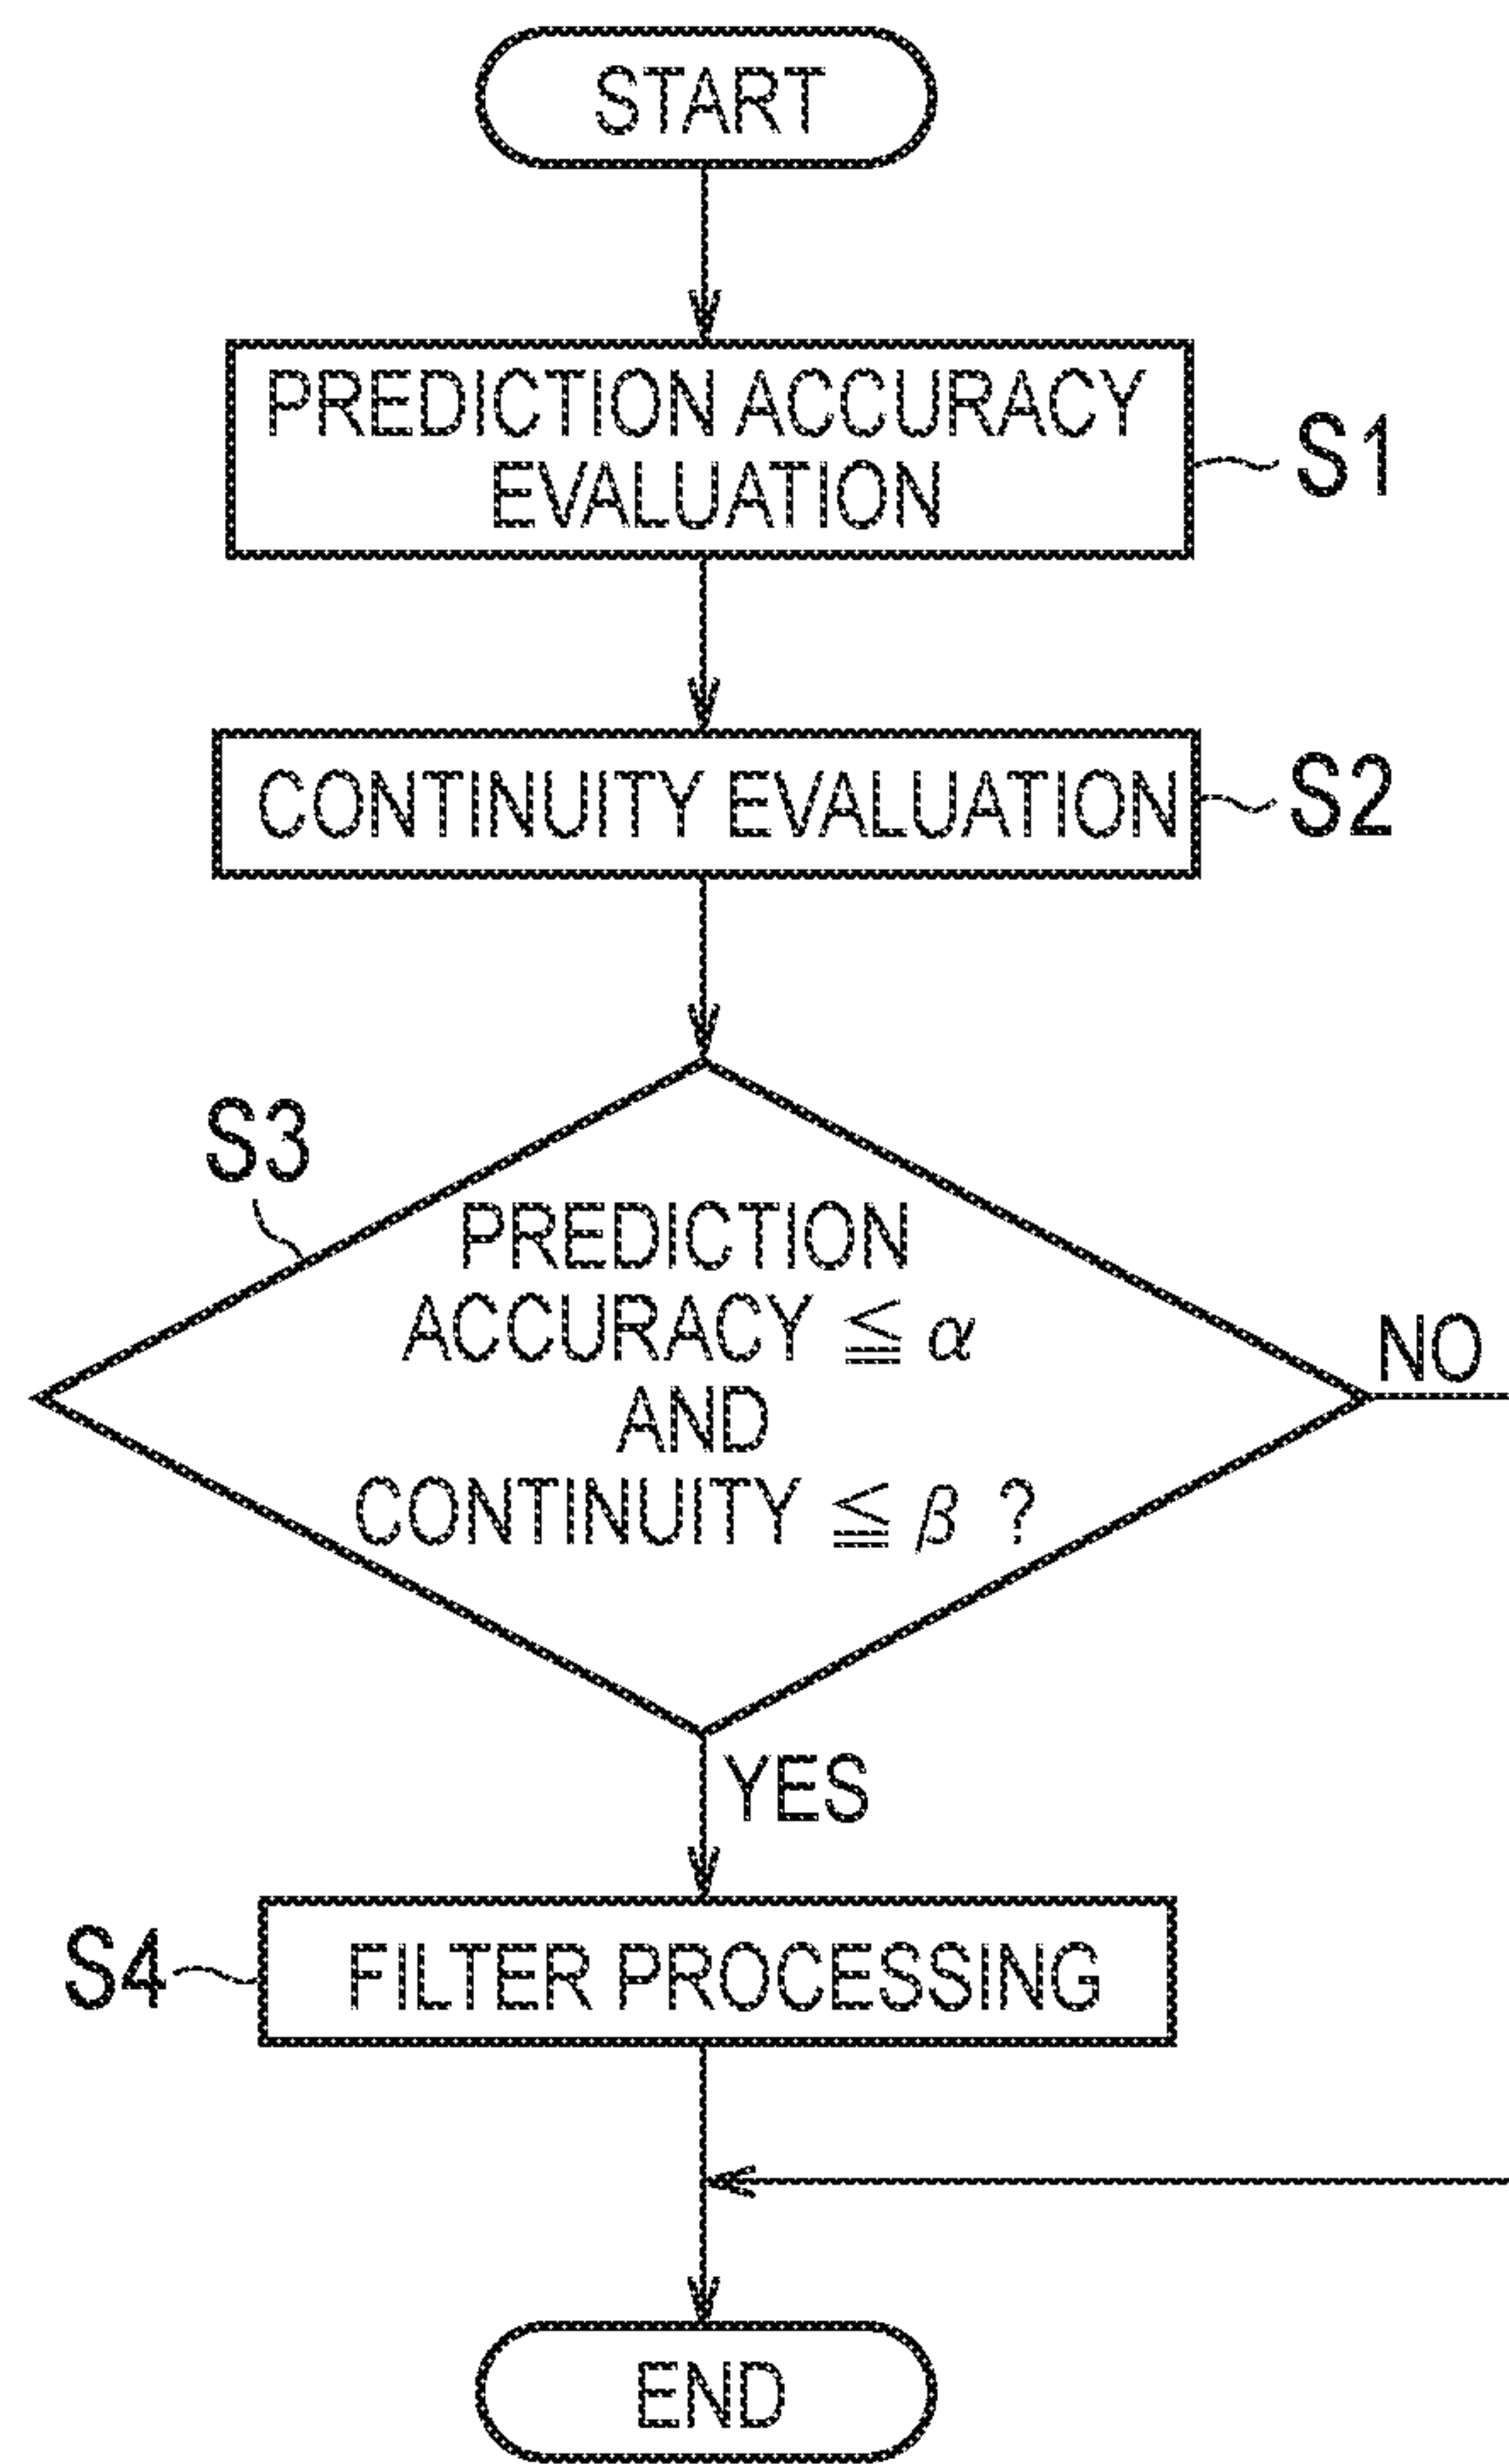 START
PREDICTION ACCURACY
EVALUATION
S1
CONTINUITY EVALUATION
S2
S3
PREDICTION
ACCURACY ≦ α
AND
CONTINUITY ≦ β ?
NO
YES
S4
FILTER PROCESSING
END